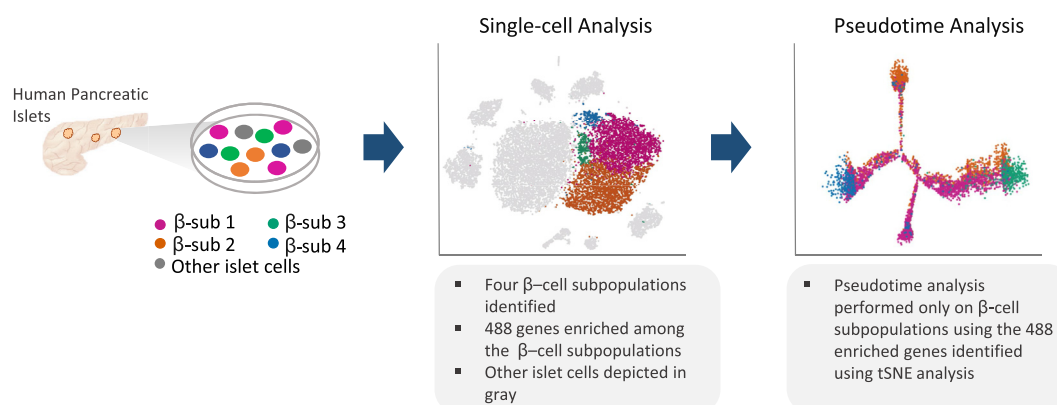 Single-cell Analysis
Pseudotime Analysis
Human Pancreatic
Islets
β-sub 1
β-sub 3
β-sub 2
β-sub 4
Other islet cells
▪ Four β–cell subpopulations
identified
▪ 488 genes enriched among
the β–cell subpopulations
▪ Other islet cells depicted in
gray
▪ Pseudotime analysis
performed only on β-cell
subpopulations using the 488
enriched genes identified
using tSNE analysis